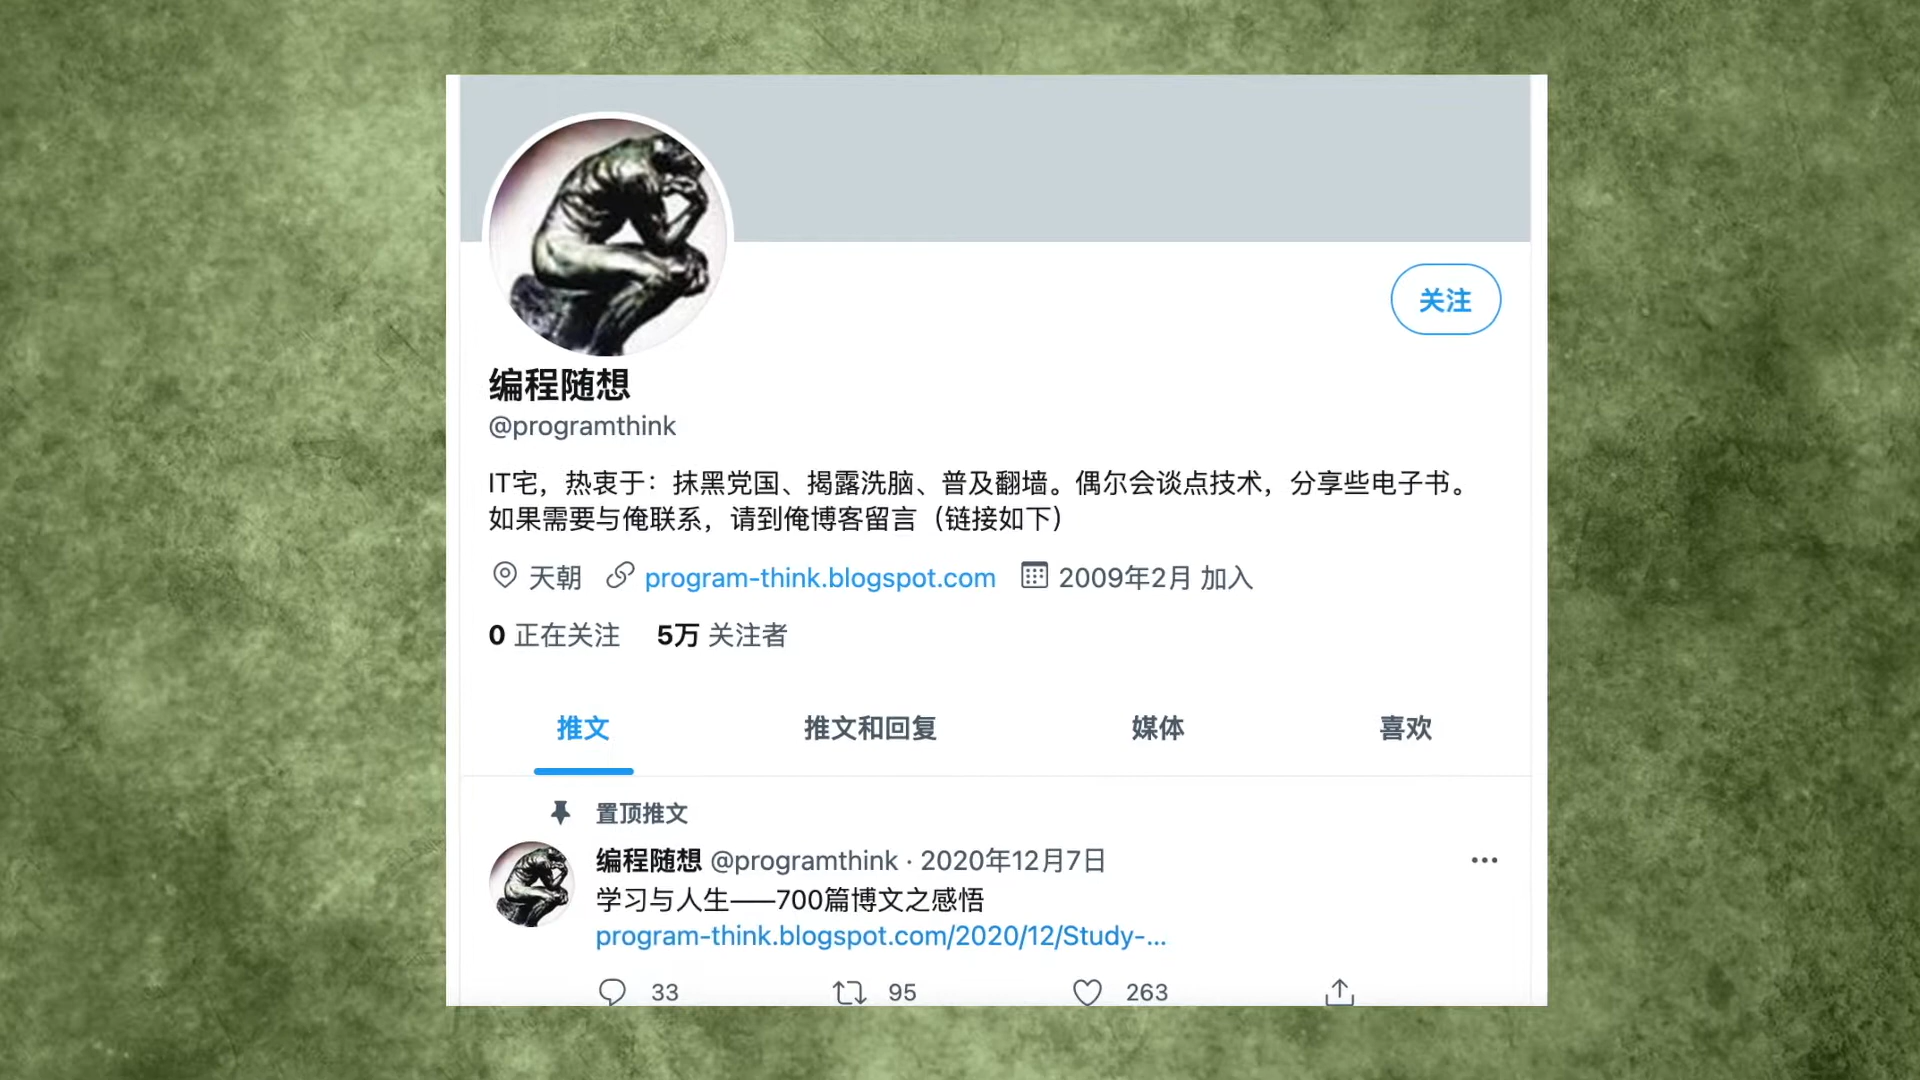 关注
编程随想
@programthink
IT宅，热衷于：抹黑党国、揭露洗脑、普及翻墙。偶尔会谈点技术，分享些电子书。
如果需要与俺联系，请到俺博客留言（链接如下）
天朝 program-think.blogspot.com 2009年2月 加入
0 正在关注 5万 关注者
推文 推文和回复 媒体 喜欢
置顶推文
编程随想 @programthink · 2020年12月7日
学习与人生——700篇博文之感悟
program-think.blogspot.com/2020/12/Study-...
33 95 263